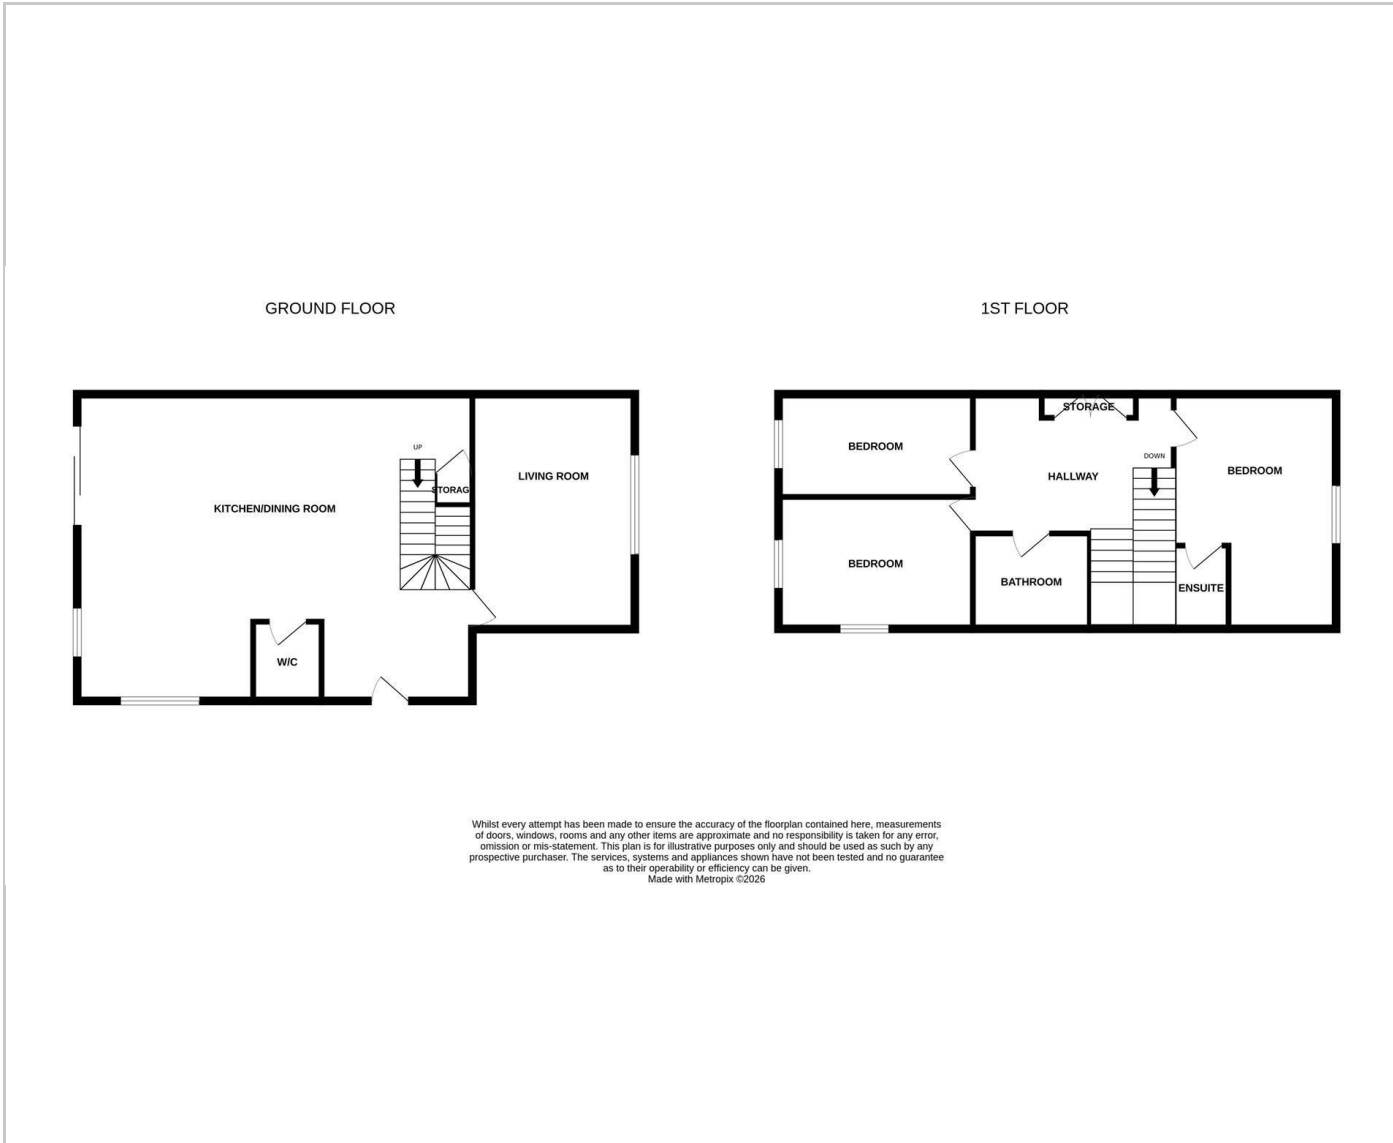 GROUND FLOOR
UP
STORAG
LIVING ROOM
KITCHEN/DINING ROOM
W/C
1ST FLOOR
STORAGE
BEDROOM
DOWN
BEDROOM
HALLWAY
BEDROOM
BATHROOM
ENSUITE
Whilst every attempt has been made to ensure the accuracy of the floorplan contained here, measurements
of doors, windows, rooms and any other items are approximate and no responsibility is taken for any error,
omission or mis-statement. This plan is for illustrative purposes only and should be used as such by any
prospective purchaser. The services, systems and appliances shown have not been tested and no guarantee
as to their operability or efficiency can be given.
Made with Metropix ©2026